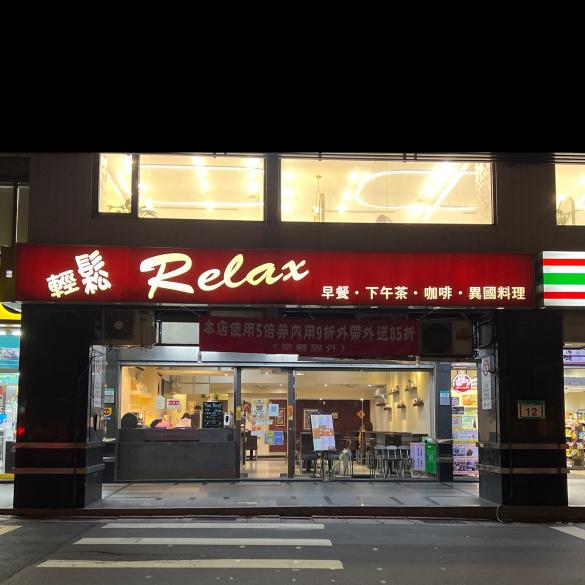 輕鬆 Relax
早餐・下午茶・咖啡・異國料理
本店使用5倍券內用9折外帶外送85折
(早餐除外)
12